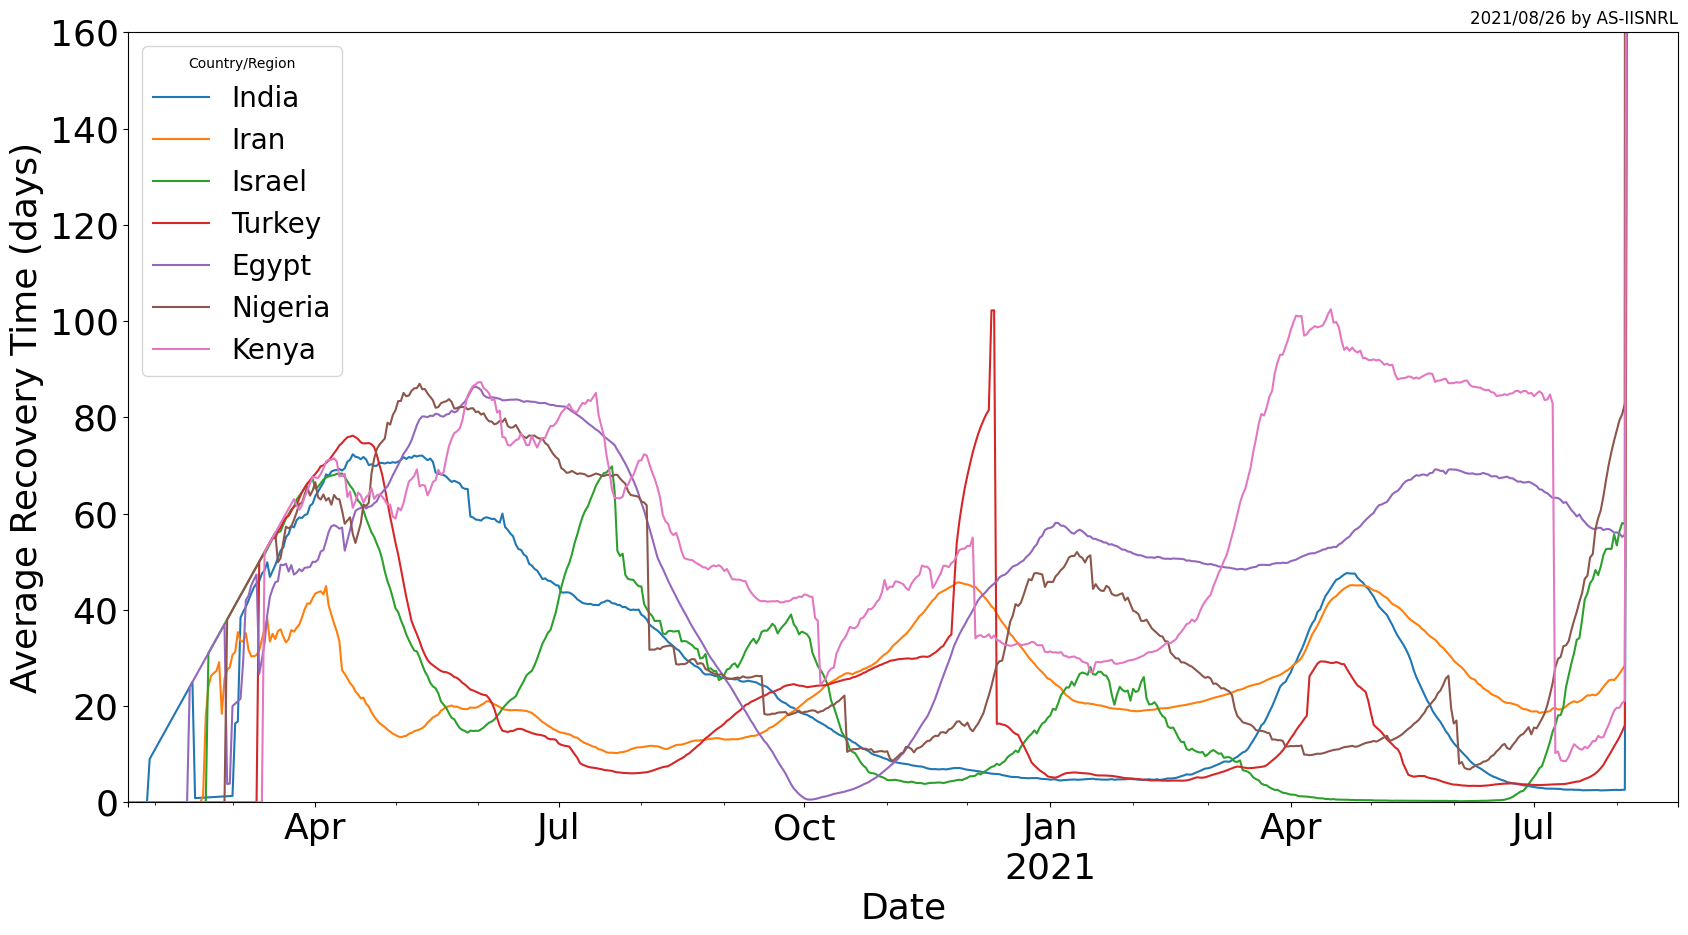 2021/08/26 by AS-IISNRL
160
140
120
100
80
60
40
20
0
Average Recovery Time (days)
Country/Region
India
Iran
Israel
Turkey
Egypt
Nigeria
Kenya
Apr Jul Oct Jan Apr Jul
2021
Date